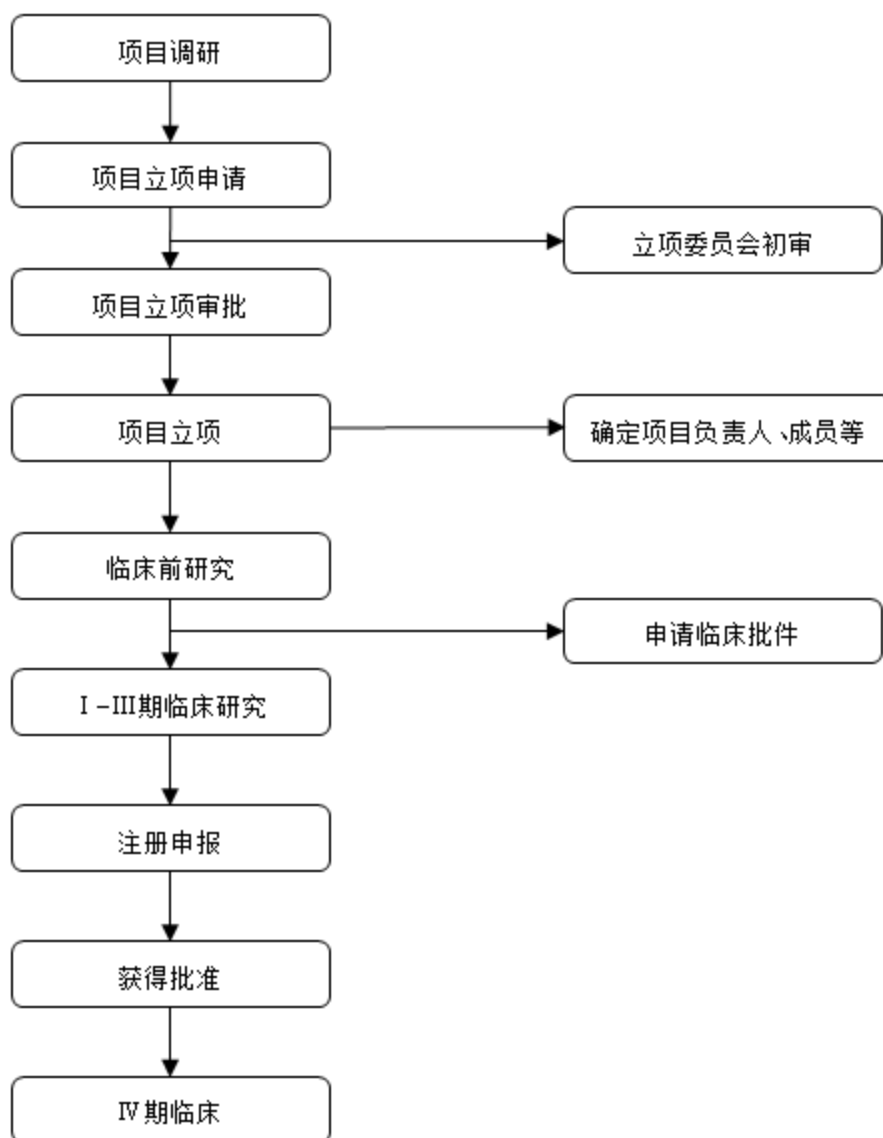 项目调研
项目立项申请
立项委员会初审
项目立项审批
项目立项
确定项目负责人、成员等
临床前研究
申请临床批件
I-III期临床研究
注册申报
获得批准
IV期临床